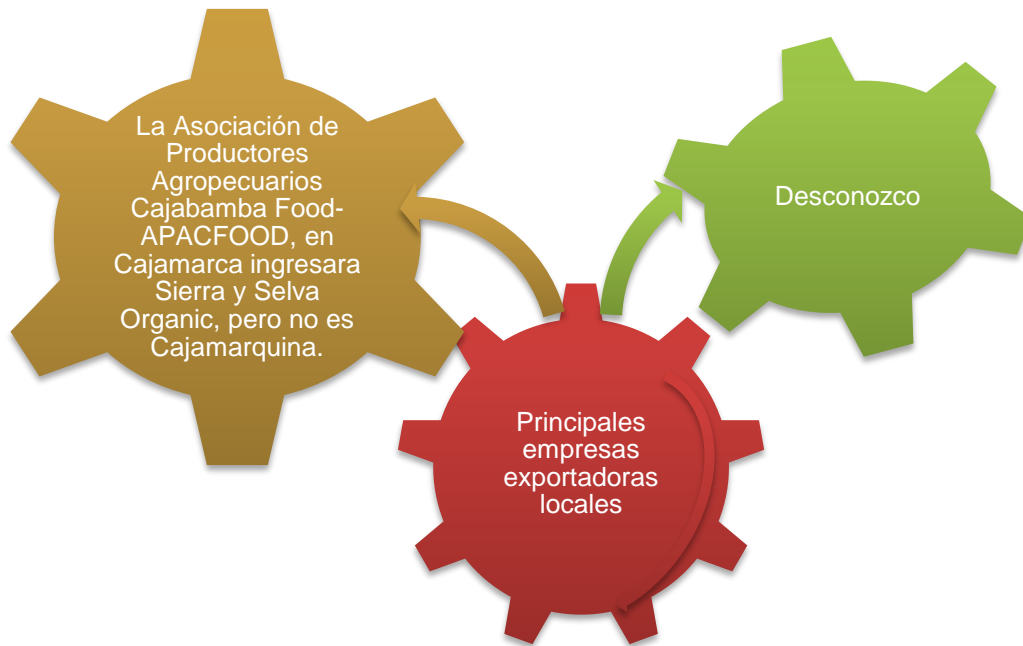 La Asociación de
Productores
Agropecuarios
Cajabamba Food-
APACFOOD, en
Cajamarca ingresara
Sierra y Selva
Organic, pero no es
Cajamarquina.
Desconozco
Principales
empresas
exportadoras
locales